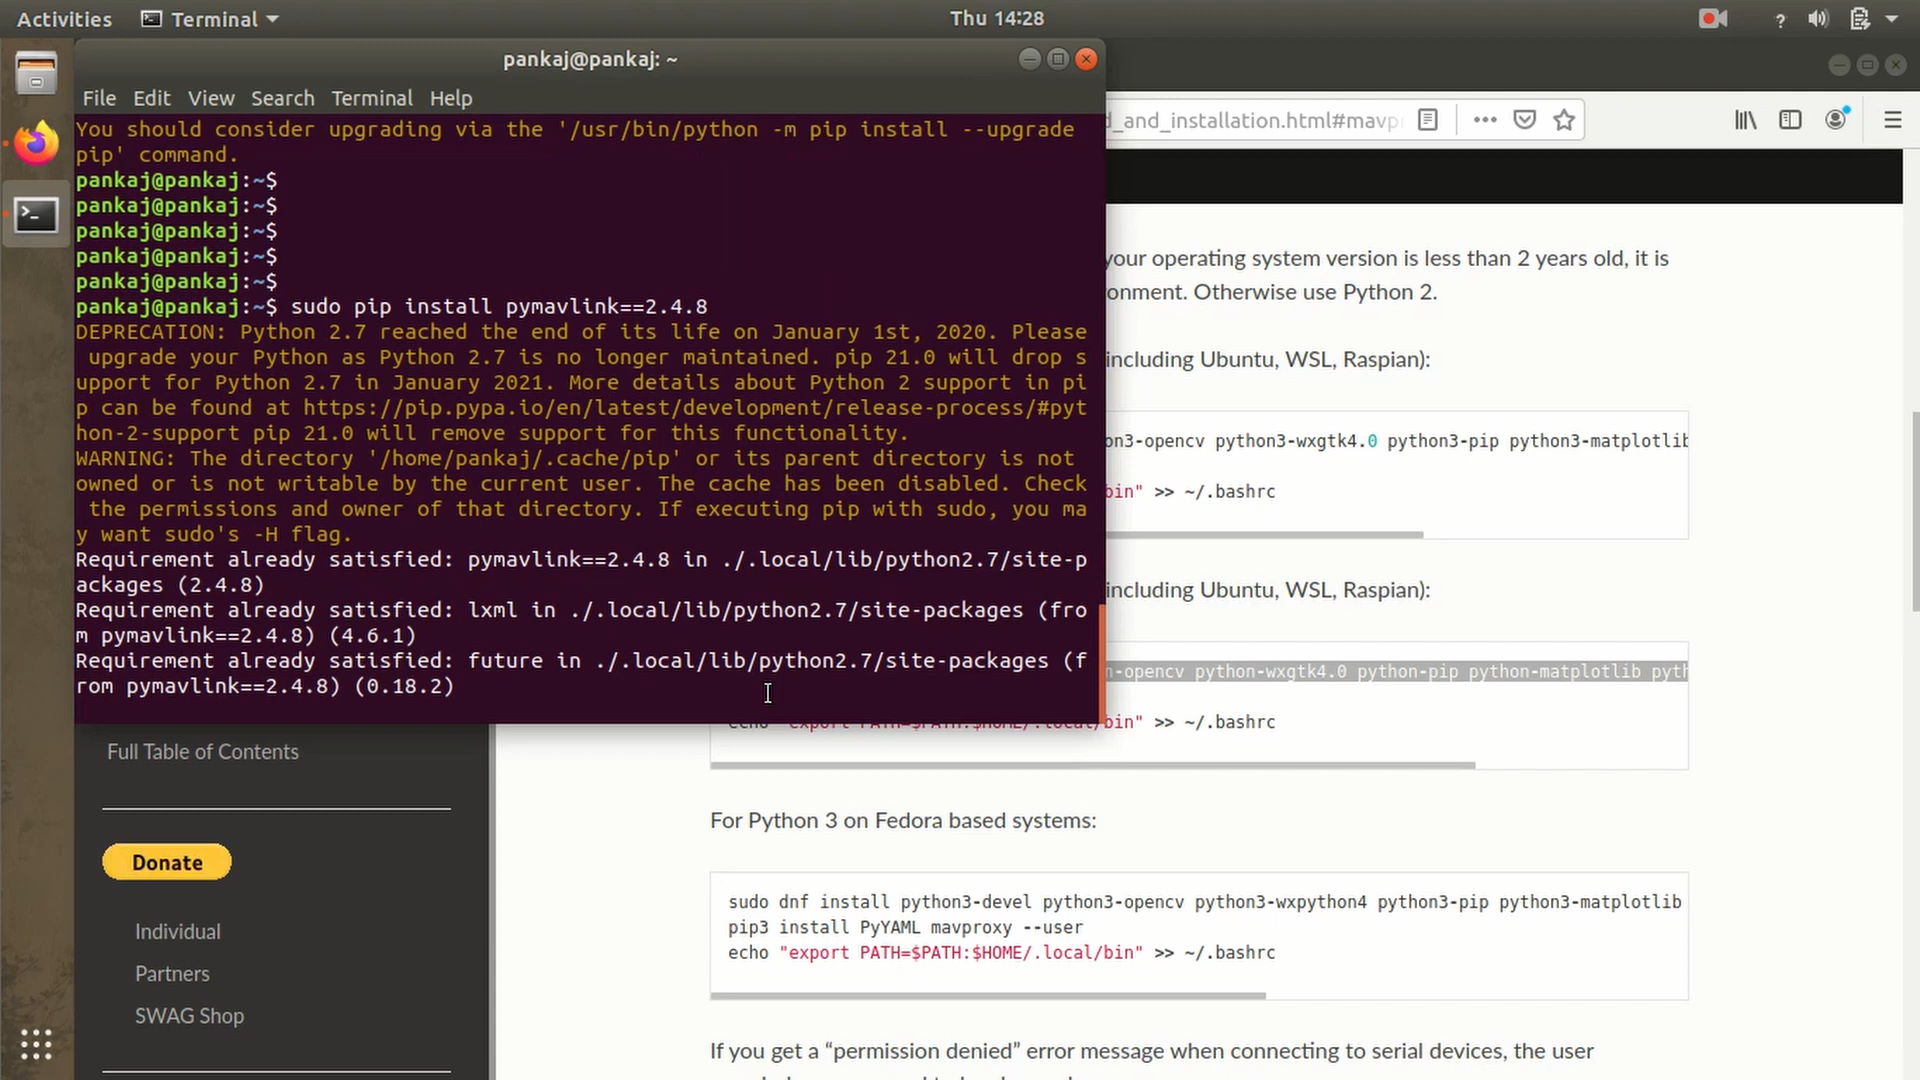 Activities
Terminal
Thu 14:28
?
pankaj@pankaj: ~
File Edit View Search Terminal Help
You should consider upgrading via the '/usr/bin/python -m pip install --upgrade
pip' command.
pankaj@pankaj:~$
pankaj@pankaj:~$
pankaj@pankaj:~$
pankaj@pankaj:~$
pankaj@pankaj:~$
pankaj@pankaj:~$ sudo pip install pymavlink==2.4.8
DEPRECATION: Python 2.7 reached the end of its life on January 1st, 2020. Please
 upgrade your Python as Python 2.7 is no longer maintained. pip 21.0 will drop s
upport for Python 2.7 in January 2021. More details about Python 2 support in pi
p can be found at https://pip.pypa.io/en/latest/development/release-process/#pyt
hon-2-support pip 21.0 will remove support for this functionality.
WARNING: The directory '/home/pankaj/.cache/pip' or its parent directory is not
owned or is not writable by the current user. The cache has been disabled. Check
 the permissions and owner of that directory. If executing pip with sudo, you ma
y want sudo's -H flag.
Requirement already satisfied: pymavlink==2.4.8 in ./.local/lib/python2.7/site-p
ackages (2.4.8)
Requirement already satisfied: lxml in ./.local/lib/python2.7/site-packages (fro
m pymavlink==2.4.8) (4.6.1)
Requirement already satisfied: future in ./.local/lib/python2.7/site-packages (f
rom pymavlink==2.4.8) (0.18.2)
d_and_installation.html#mavp
your operating system version is less than 2 years old, it is
onment. Otherwise use Python 2.
including Ubuntu, WSL, Raspian):
on3-opencv python3-wxgtk4.0 python3-pip python3-matplotlib
bin" >> ~/.bashrc
including Ubuntu, WSL, Raspian):
n-opencv python-wxgtk4.0 python-pip python-matplotlib pyth
echo "export PATH=$PATH:$HOME/.local/bin" >> ~/.bashrc
For Python 3 on Fedora based systems:
sudo dnf install python3-devel python3-opencv python3-wxpython4 python3-pip python3-matplotlib
pip3 install PyYAML mavproxy --user
echo "export PATH=$PATH:$HOME/.local/bin" >> ~/.bashrc
If you get a “permission denied” error message when connecting to serial devices, the user
Full Table of Contents
Donate
Individual
Partners
SWAG Shop